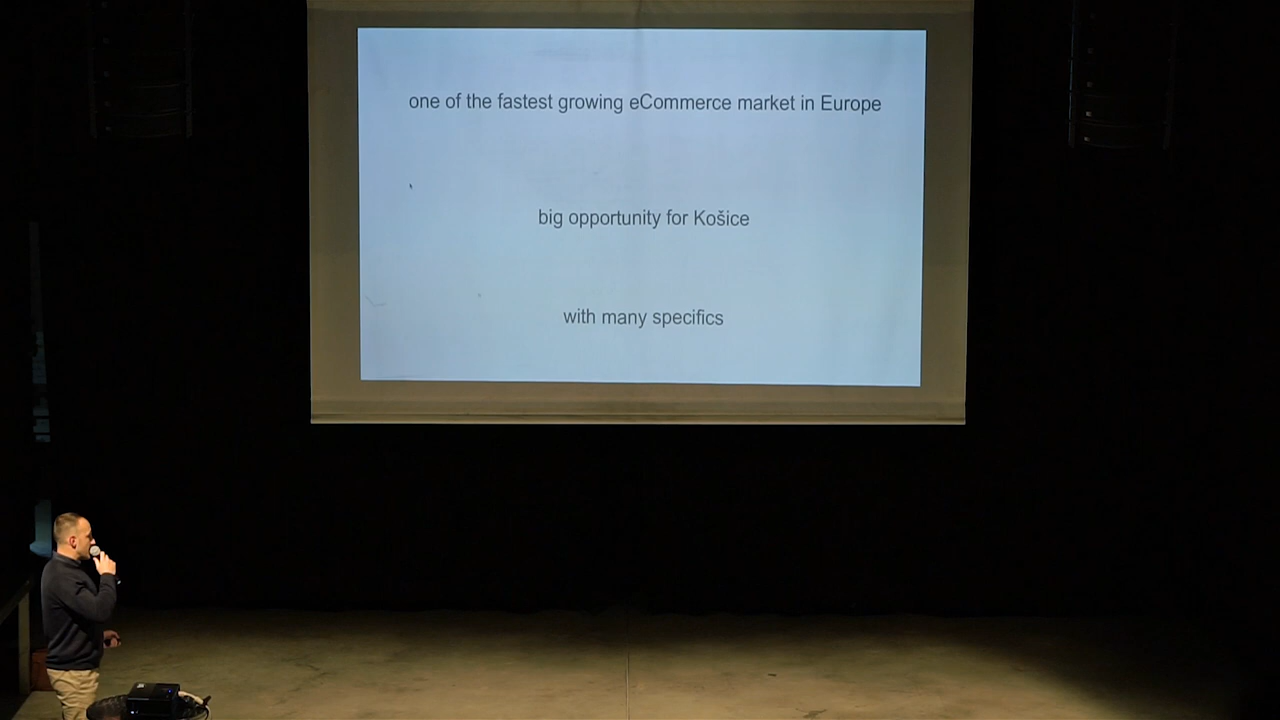 one of the fastest growing eCommerce market in Europe
big opportunity for Košice
with many specifics